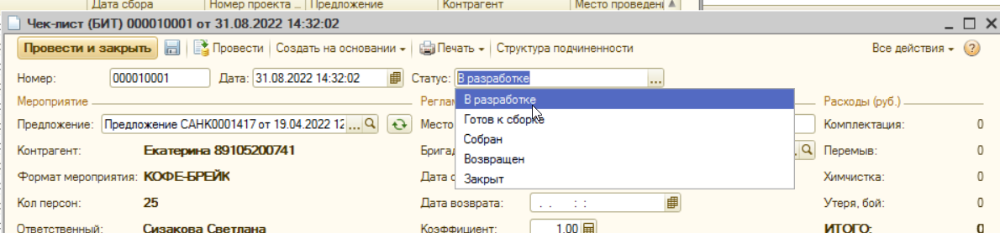 Дата сбора Номер проекта ... Предложение Контрагент Место проведени
Чек-лист (БИТ) 000010001 от 31.08.2022 14:32:02
Провести и закрыть Провести Создать на основании Печать Структура подчиненности Все действия
Номер: 000010001 Дата: 31.08.2022 14:32:02 Статус: В разработке ...
Мероприятие Реглам В разработке Расходы (руб.)
Предложение: Предложение САНК0001417 от 19.04.2022 12 ... Место Готов к сборке Комплектация: 0
Собран
Контрагент: Екатерина 89105200741 Бригад Возвращен Перемыв: 0
Формат мероприятия: КОФЕ-БРЕЙК Дата с Закрыт Химчистка: 0
Кол персон: 25 Дата возврата: . . : : Утеря, бой: 0
Ответственный: Сизакова Светлана Коэффициент: 1,00 ИТОГО: 0